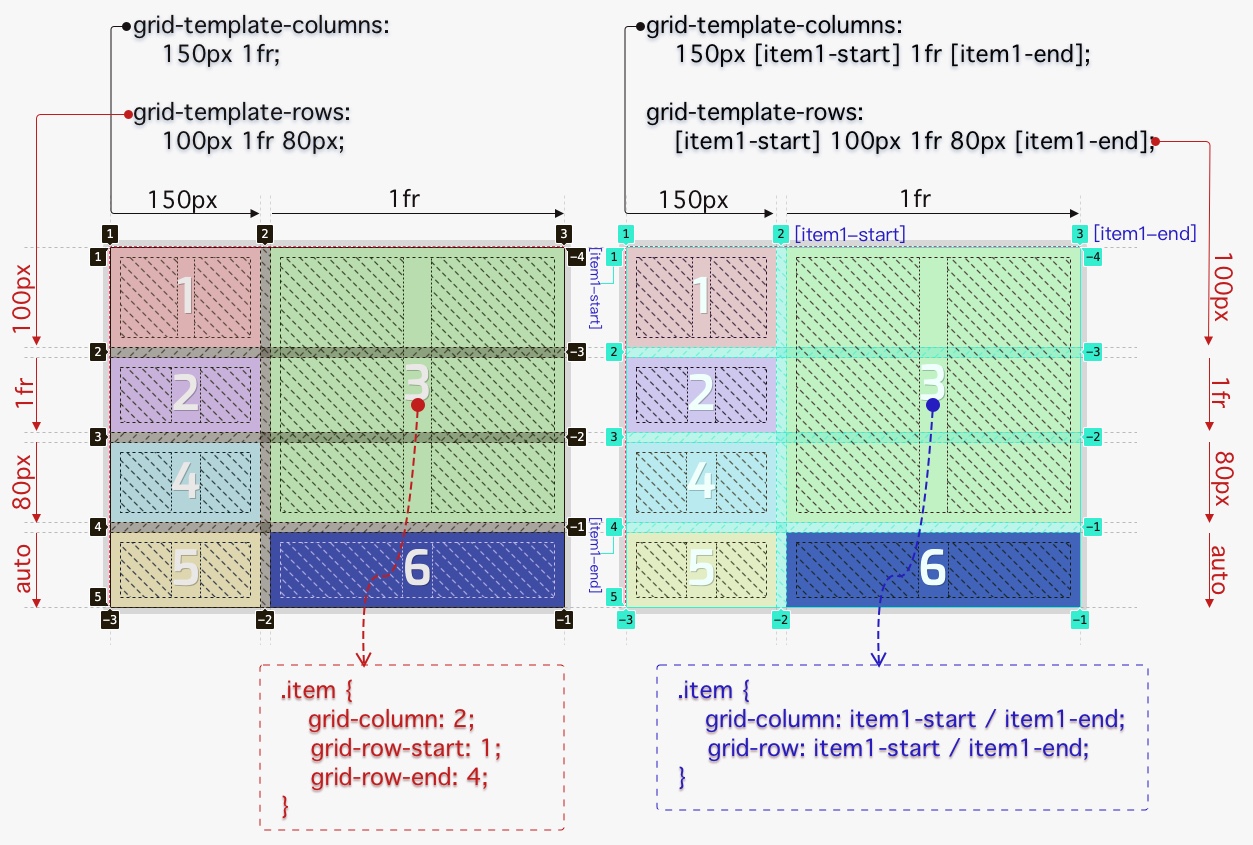 grid-template-columns:
150px 1fr;
grid-template-rows:
100px 1fr 80px;
150px
1fr
1
2
3
1
-4
100px
1
2
-3
1fr
2
3
3
-2
80px
4
4
-1
auto
5
6
5
-3
-2
-1
.item {
grid-column: 2;
grid-row-start: 1;
grid-row-end: 4;
}
grid-template-columns:
150px [item1-start] 1fr [item1-end];
grid-template-rows:
[item1-start] 100px 1fr 80px [item1-end];
150px
1fr
1
2
[item1-start]
3
[item1-end]
[item1-start]
1
-4
100px
1
2
-3
1fr
2
3
3
-2
80px
4
[item1-end]
4
-1
auto
5
6
5
-3
-2
-1
.item {
grid-column: item1-start / item1-end;
grid-row: item1-start / item1-end;
}